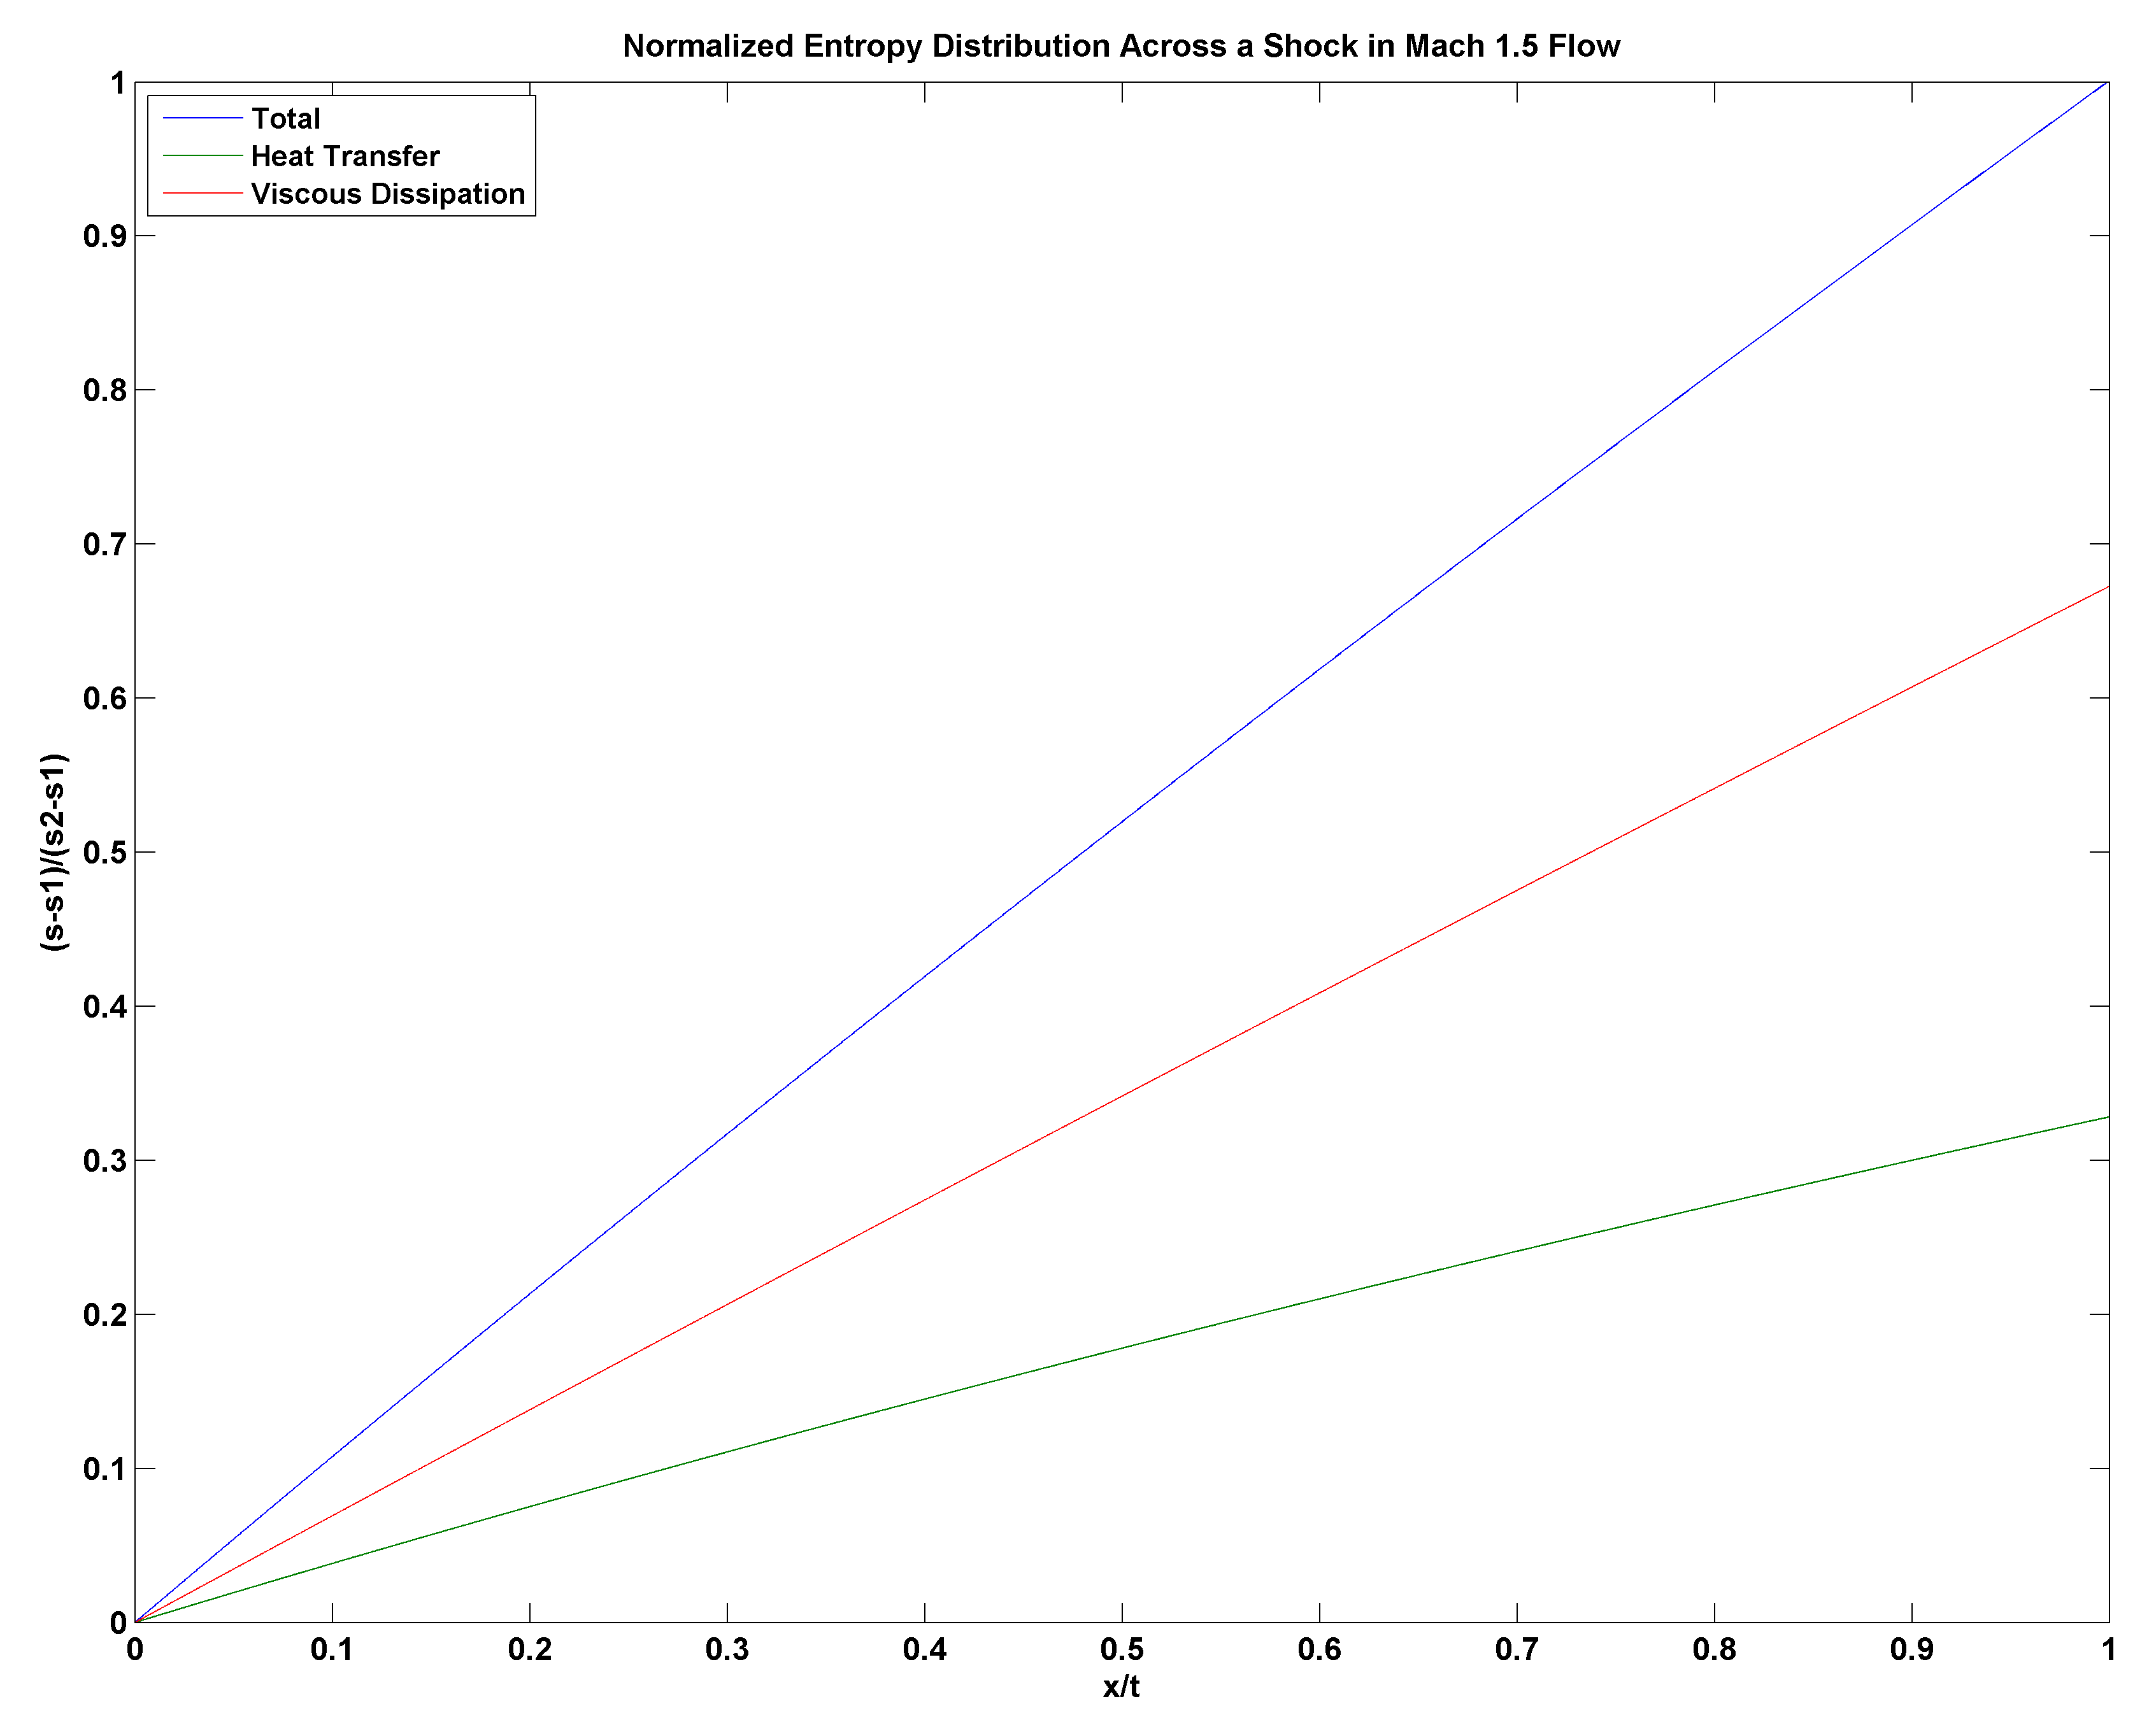 Normalized Entropy Distribution Across a Shock in Mach 1.5 Flow
Total
Heat Transfer
Viscous Dissipation
1
0.9
0.8
0.7
0.6
0.5
0.4
0.3
0.2
0.1
0
(s-s1)/(s2-s1)
0 0.1 0.2 0.3 0.4 0.5 0.6 0.7 0.8 0.9 1
x/t